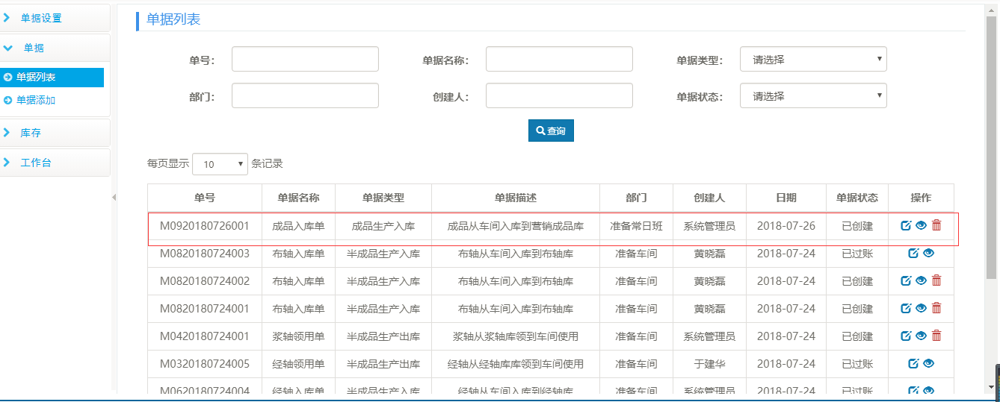 单据设置
单据
单据列表
单据添加
库存
工作台
单据列表
单号： 单据名称： 单据类型： 请选择
部门： 创建人： 单据状态： 请选择
查询
每页显示 10 条记录
单号 单据名称 单据类型 单据描述 部门 创建人 日期 单据状态 操作
M0920180726001 成品入库单 成品生产入库 成品从车间入库到营销成品库 准备常日班 系统管理员 2018-07-26 已创建
M0820180724003 布轴入库单 半成品生产入库 布轴从车间入库到布轴库 准备车间 黄晓磊 2018-07-24 已过账
M0820180724002 布轴入库单 半成品生产入库 布轴从车间入库到布轴库 准备车间 黄晓磊 2018-07-24 已创建
M0820180724001 布轴入库单 半成品生产入库 布轴从车间入库到布轴库 准备车间 黄晓磊 2018-07-24 已创建
M0420180724001 浆轴领用单 半成品生产出库 浆轴从浆轴库领到车间使用 准备车间 系统管理员 2018-07-24 已创建
M0320180724005 经轴领用单 半成品生产出库 经轴从经轴库库领到车间使用 准备车间 于建华 2018-07-24 已过账
M0620180724004 经轴入库单 半成品生产入库 经轴从车间入库到经轴库 准备车间 系统管理员 2018-07-24 已过账